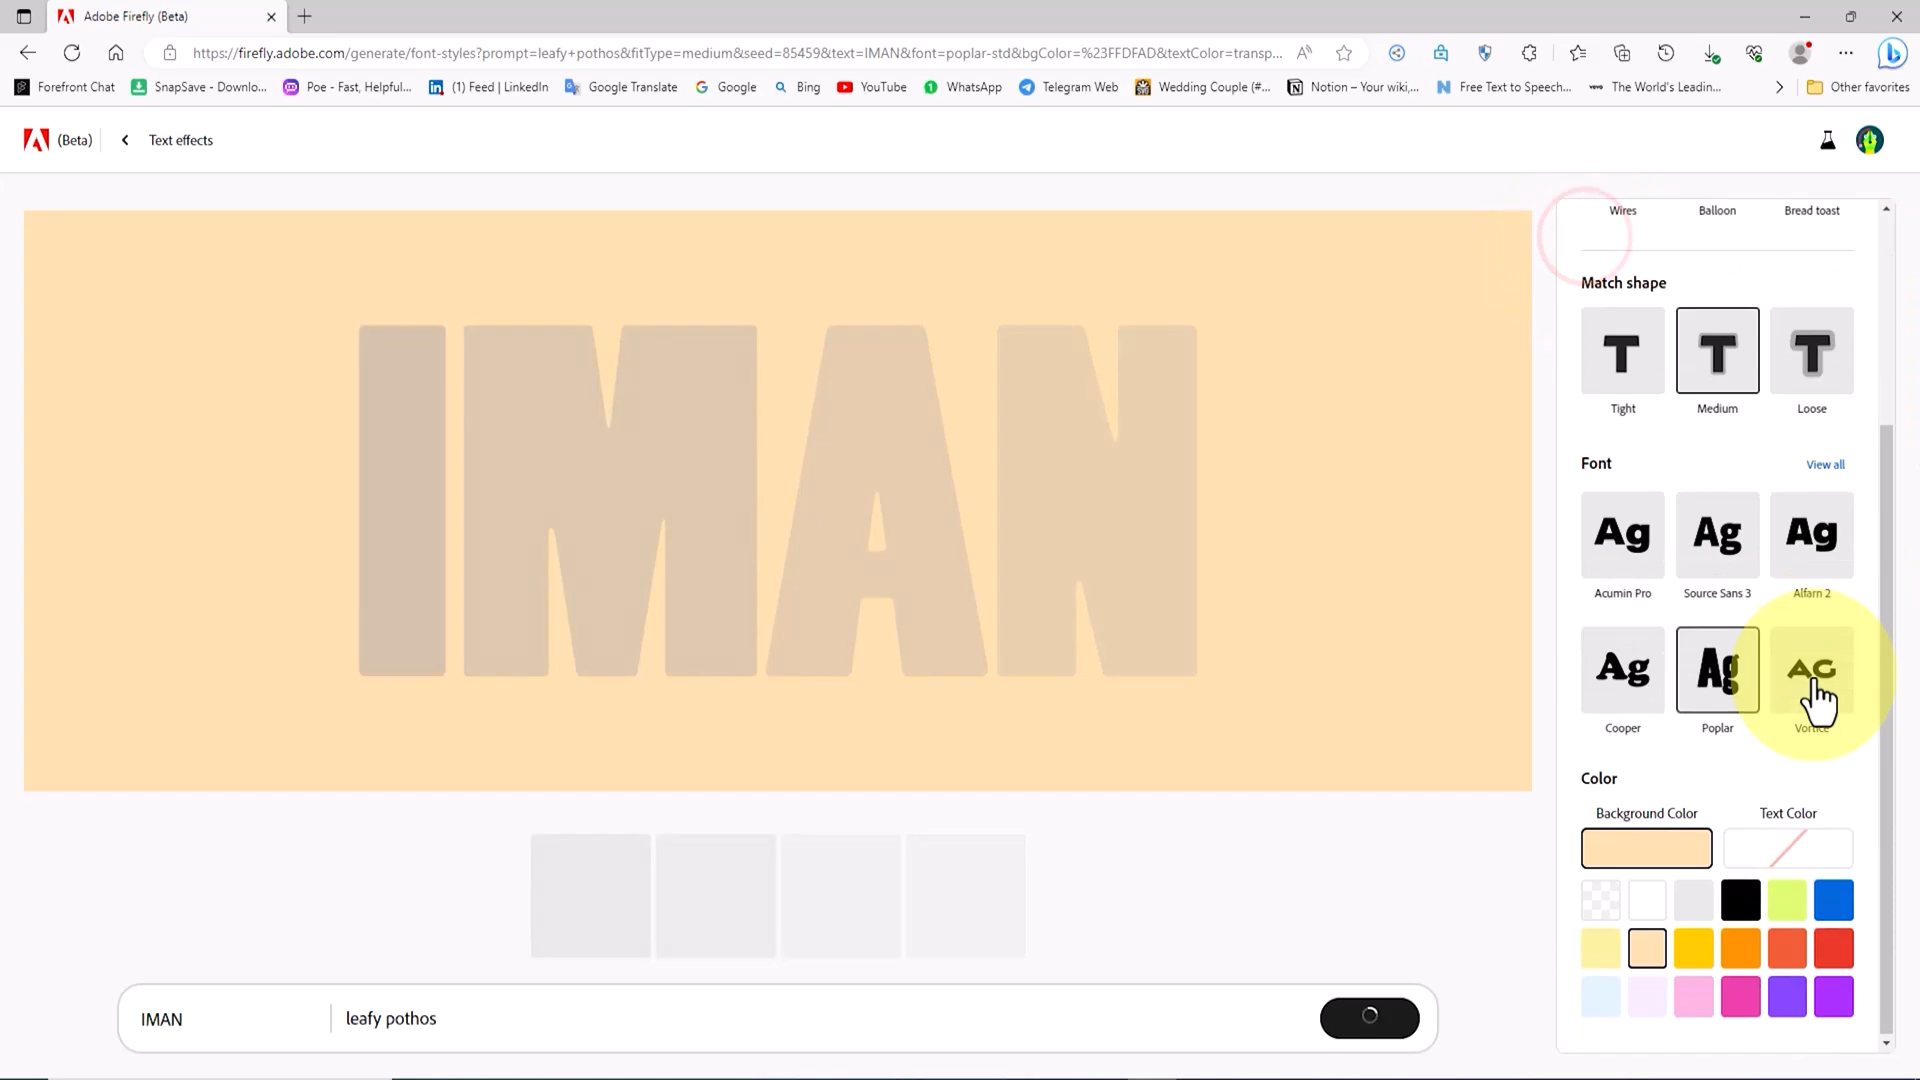 Adobe Firefly (Beta)
https://firefly.adobe.com/generate/font-styles?prompt=leafy+pothos&fitType=medium&seed=85459&text=IMAN&font=poplar-std&bgColor=%23FFDFAD&textColor=transp...
Forefront Chat
SnapSave - Downlo...
Poe - Fast, Helpful...
(1) Feed | LinkedIn
Google Translate
Google
Bing
YouTube
WhatsApp
Telegram Web
Wedding Couple (#...
Notion – Your wiki,...
Free Text to Speech...
The World's Leadin...
Other favorites
(Beta)
Text effects
Wires
Balloon
Bread toast
Match shape
T
T
T
Tight
Medium
Loose
Font
View all
Ag
Ag
Ag
Acumin Pro
Source Sans 3
Alfarn 2
Ag
Ag
AG
Cooper
Poplar
Vortice
Color
Background Color
Text Color
IMAN
IMAN
leafy pothos